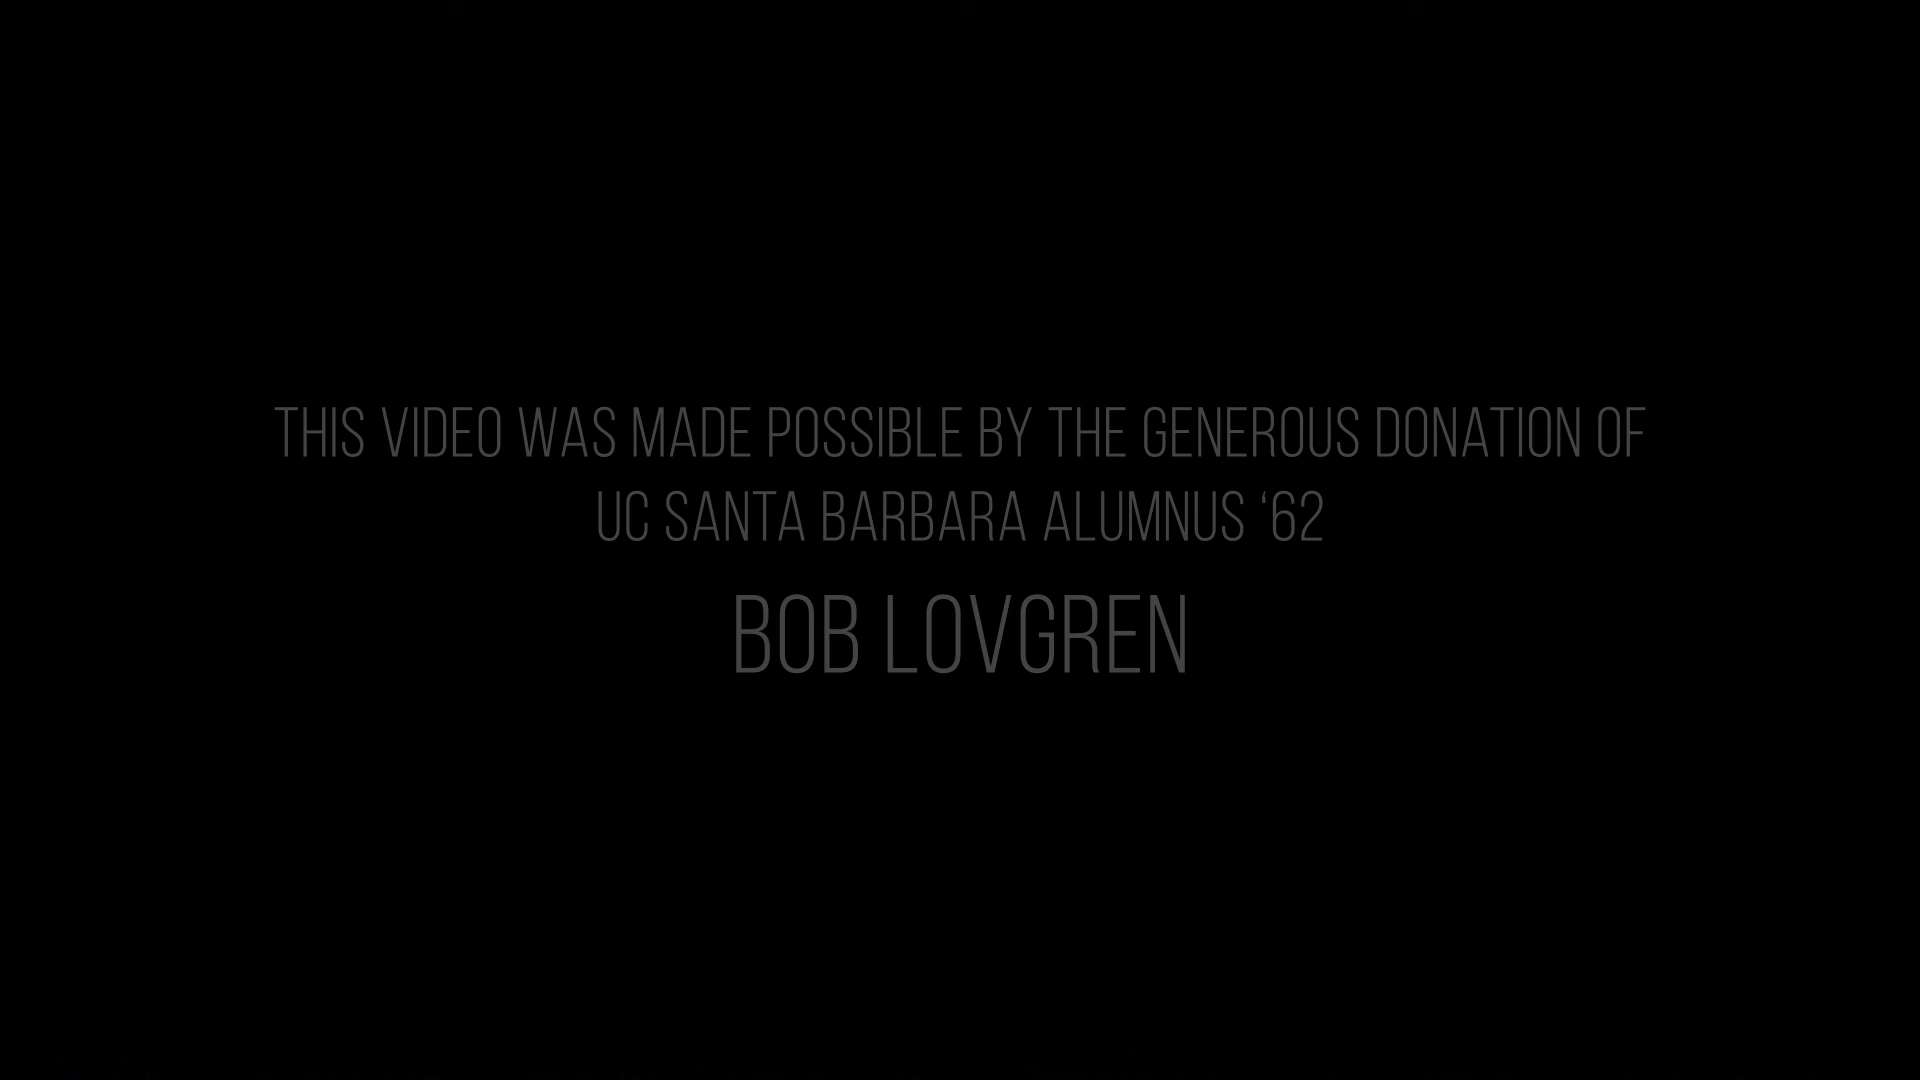 THIS VIDEO WAS MADE POSSIBLE BY THE GENEROUS DONATION OF
UC SANTA BARBARA ALUMNUS ‘62
BOB LOVGREN